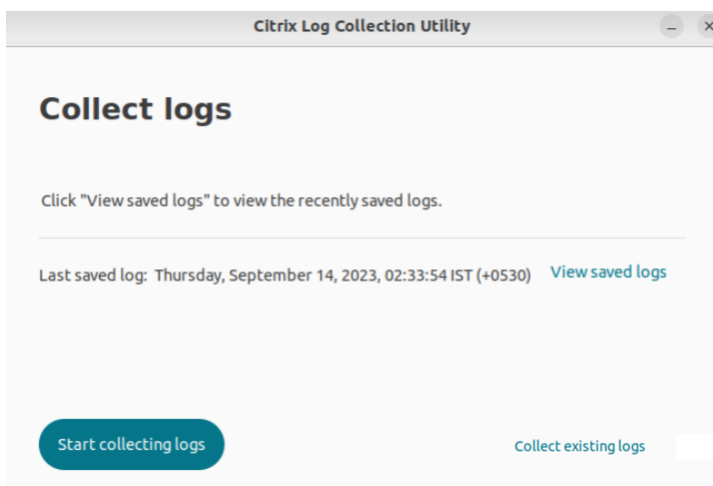 Citrix Log Collection Utility
Collect logs
Click "View saved logs" to view the recently saved logs.
Last saved log: Thursday, September 14, 2023, 02:33:54 IST (+0530) View saved logs
Start collecting logs Collect existing logs